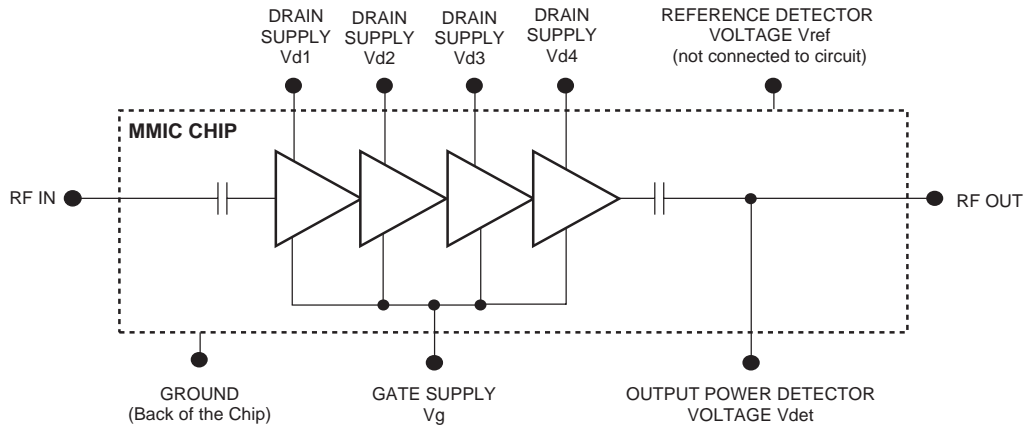 DRAIN
SUPPLY
Vd1
DRAIN
SUPPLY
Vd2
DRAIN
SUPPLY
Vd3
DRAIN
SUPPLY
Vd4
REFERENCE DETECTOR
VOLTAGE Vref
(not connected to circuit)
MMIC CHIP
RF IN
RF OUT
GROUND
(Back of the Chip)
GATE SUPPLY
Vg
OUTPUT POWER DETECTOR
VOLTAGE Vdet